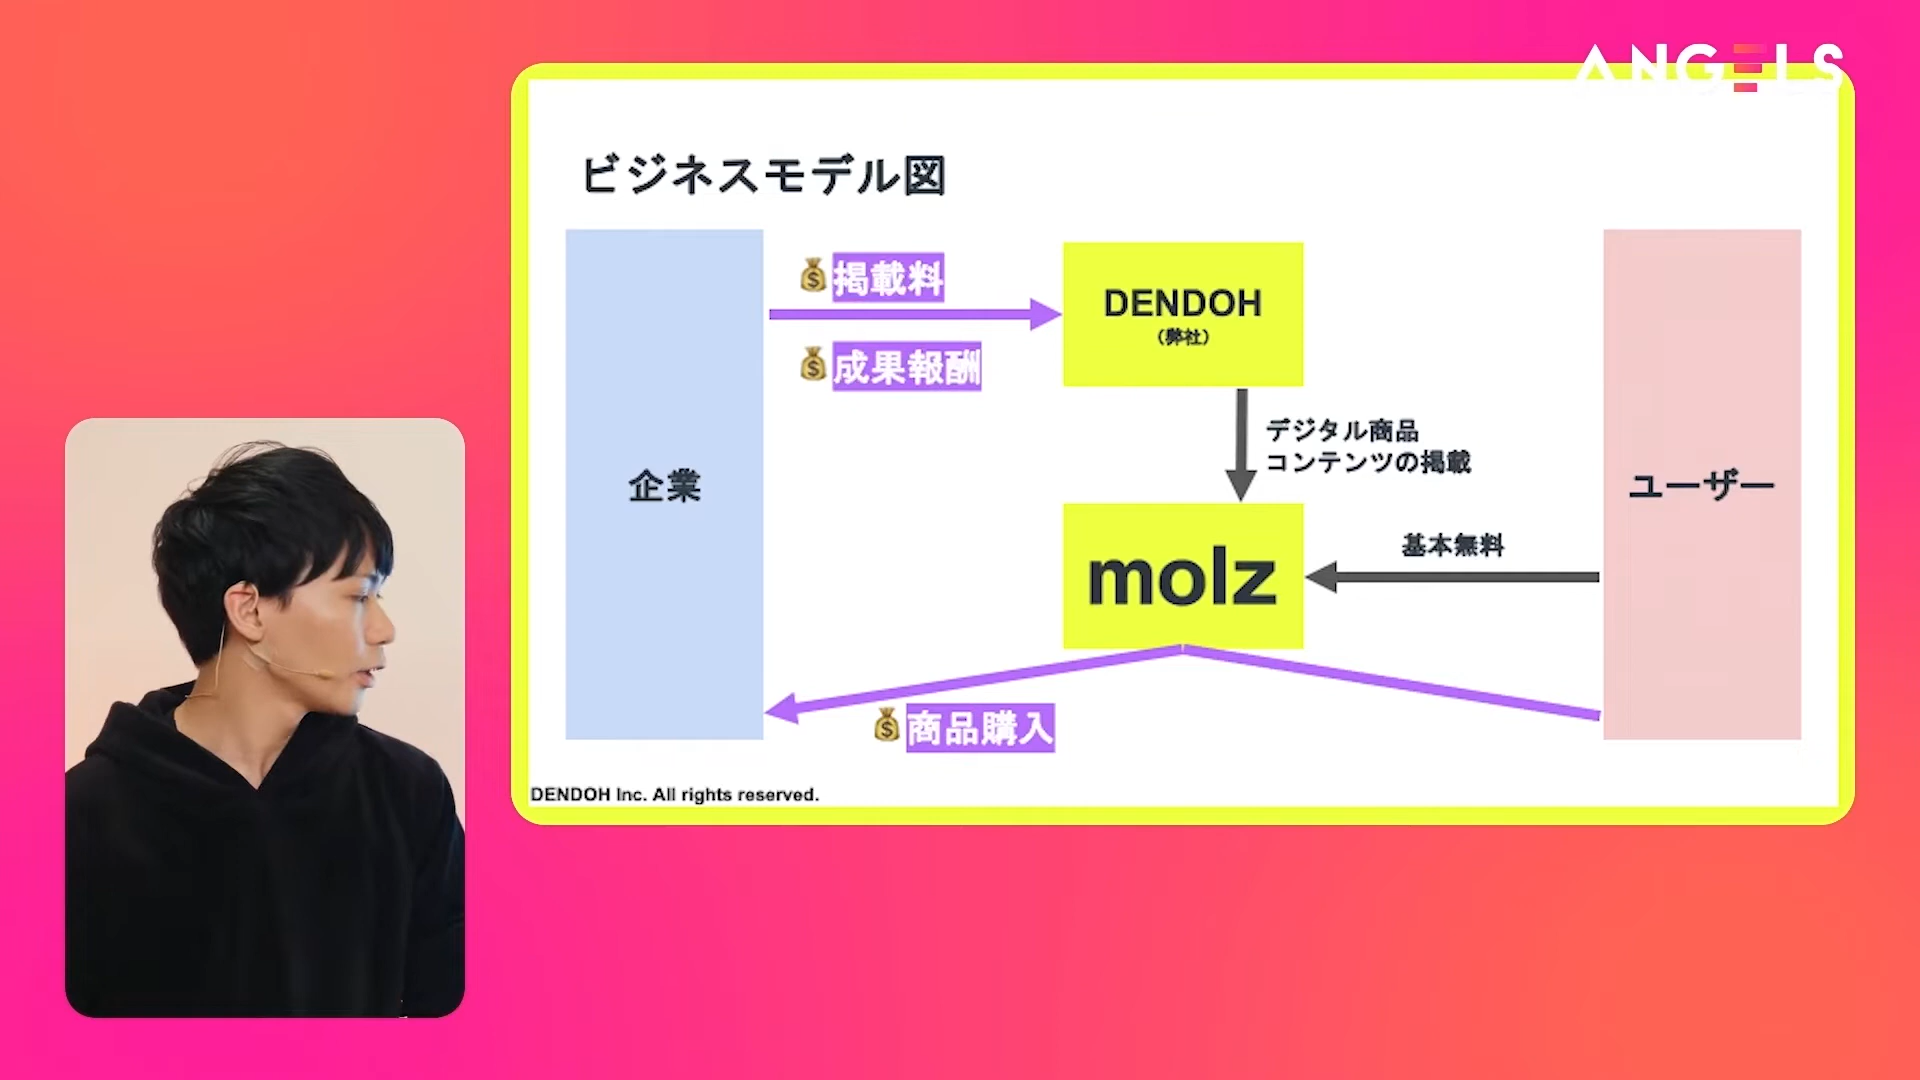 ANGELS
ビジネスモデル図
掲載料
成果報酬
DENDOH
(弊社)
デジタル商品
コンテンツの掲載
企業
ユーザー
基本無料
molz
商品購入
DENDOH Inc. All rights reserved.